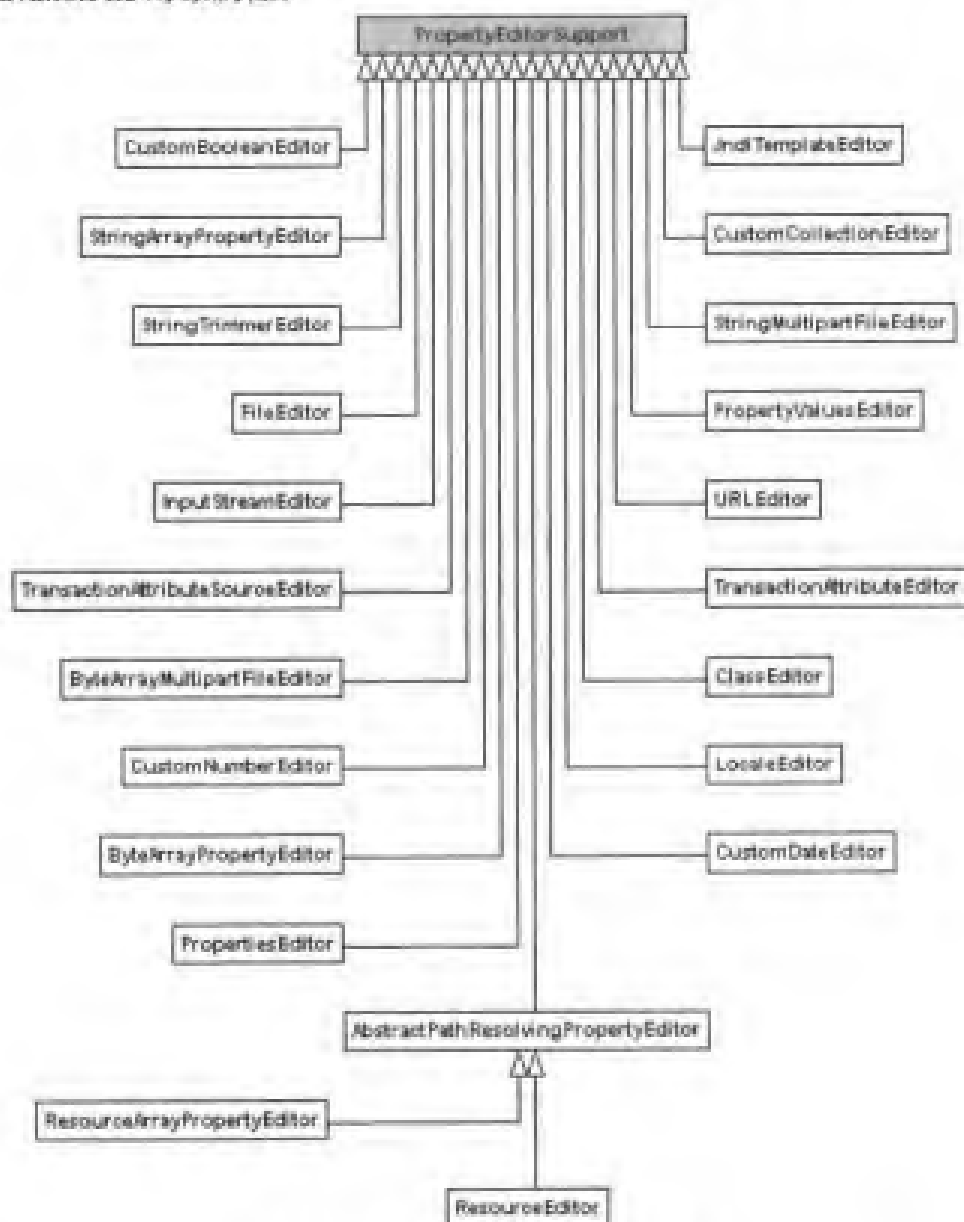 PropertyEditorSupport
CustomBooleanEditor
JndiTemplateEditor
StringArrayPropertyEditor
CustomCollectionEditor
StringTrimmerEditor
StringMultipartFileEditor
FileEditor
PropertyValuesEditor
InputStreamEditor
URLEditor
TransactionAttributeSourceEditor
TransactionAttributeEditor
ByteArrayMultipartFileEditor
ClassEditor
CustomNumberEditor
LocaleEditor
ByteArrayPropertyEditor
CustomDateEditor
PropertiesEditor
AbstractPathResolvingPropertyEditor
ResourceArrayPropertyEditor
ResourceEditor